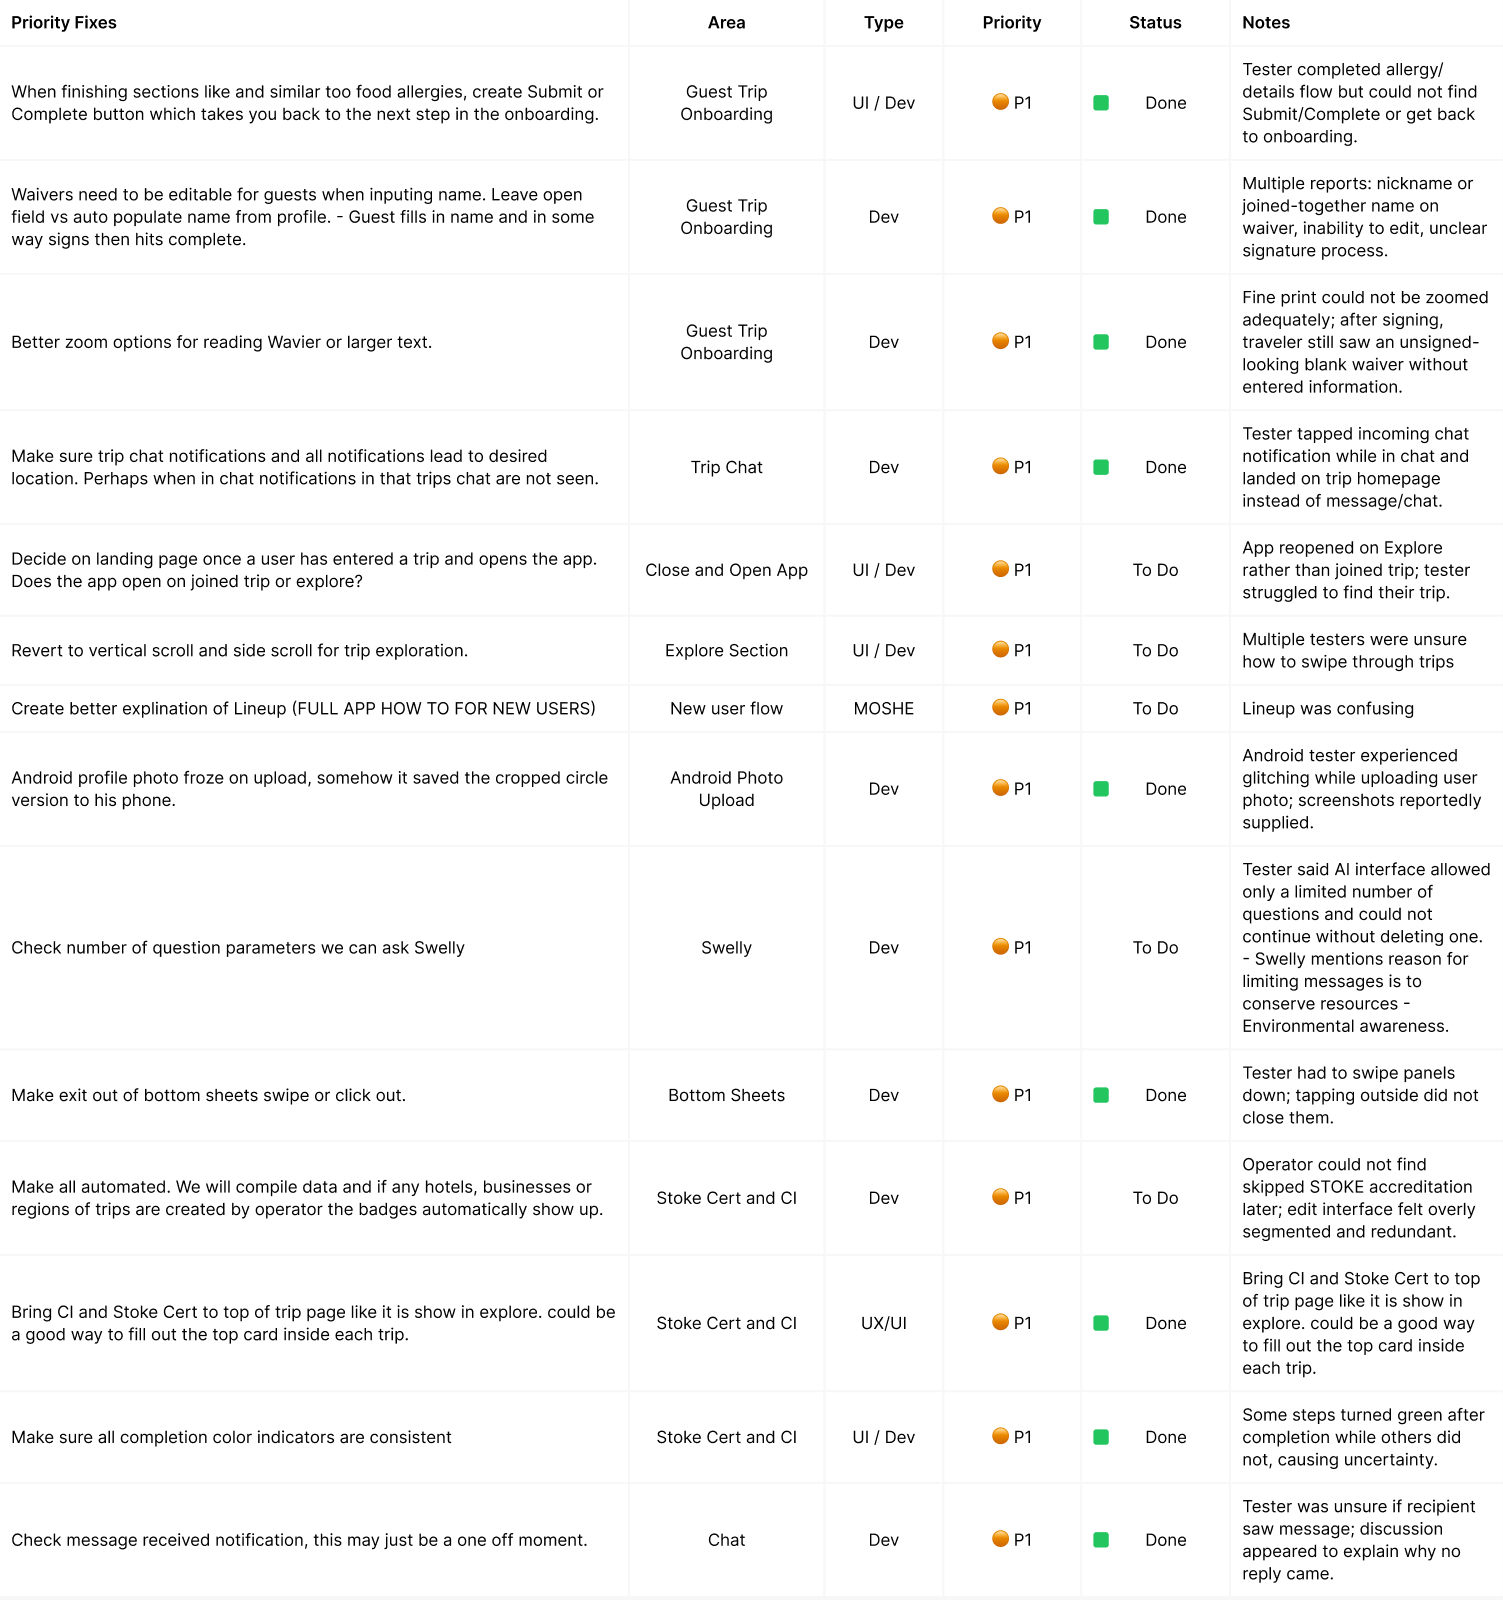 Priority Fixes Area Type Priority Status Notes
When finishing sections like and similar too food allergies, create Submit or
Complete button which takes you back to the next step in the onboarding.
Guest Trip
Onboarding
UI / Dev
P1
Done
Tester completed allergy/
details flow but could not find
Submit/Complete or get back
to onboarding.
Waivers need to be editable for guests when inputing name. Leave open
field vs auto populate name from profile. - Guest fills in name and in some
way signs then hits complete.
Guest Trip
Onboarding
Dev
P1
Done
Multiple reports: nickname or
joined-together name on
waiver, inability to edit, unclear
signature process.
Better zoom options for reading Wavier or larger text.
Guest Trip
Onboarding
Dev
P1
Done
Fine print could not be zoomed
adequately; after signing,
traveler still saw an unsigned-
looking blank waiver without
entered information.
Make sure trip chat notifications and all notifications lead to desired
location. Perhaps when in chat notifications in that trips chat are not seen.
Trip Chat
Dev
P1
Done
Tester tapped incoming chat
notification while in chat and
landed on trip homepage
instead of message/chat.
Decide on landing page once a user has entered a trip and opens the app.
Does the app open on joined trip or explore?
Close and Open App
UI / Dev
P1
To Do
App reopened on Explore
rather than joined trip; tester
struggled to find their trip.
Revert to vertical scroll and side scroll for trip exploration.
Explore Section
UI / Dev
P1
To Do
Multiple testers were unsure
how to swipe through trips
Create better explination of Lineup (FULL APP HOW TO FOR NEW USERS)
New user flow
MOSHE
P1
To Do
Lineup was confusing
Android profile photo froze on upload, somehow it saved the cropped circle
version to his phone.
Android Photo
Upload
Dev
P1
Done
Android tester experienced
glitching while uploading user
photo; screenshots reportedly
supplied.
Check number of question parameters we can ask Swelly
Swelly
Dev
P1
To Do
Tester said AI interface allowed
only a limited number of
questions and could not
continue without deleting one.
- Swelly mentions reason for
limiting messages is to
conserve resources -
Environmental awareness.
Make exit out of bottom sheets swipe or click out.
Bottom Sheets
Dev
P1
Done
Tester had to swipe panels
down; tapping outside did not
close them.
Make all automated. We will compile data and if any hotels, businesses or
regions of trips are created by operator the badges automatically show up.
Stoke Cert and CI
Dev
P1
To Do
Operator could not find
skipped STOKE accreditation
later; edit interface felt overly
segmented and redundant.
Bring CI and Stoke Cert to top of trip page like it is show in explore. could be
a good way to fill out the top card inside each trip.
Stoke Cert and CI
UX/UI
P1
Done
Bring CI and Stoke Cert to top
of trip page like it is show in
explore. could be a good way
to fill out the top card inside
each trip.
Make sure all completion color indicators are consistent
Stoke Cert and CI
UI / Dev
P1
Done
Some steps turned green after
completion while others did
not, causing uncertainty.
Check message received notification, this may just be a one off moment.
Chat
Dev
P1
Done
Tester was unsure if recipient
saw message; discussion
appeared to explain why no
reply came.